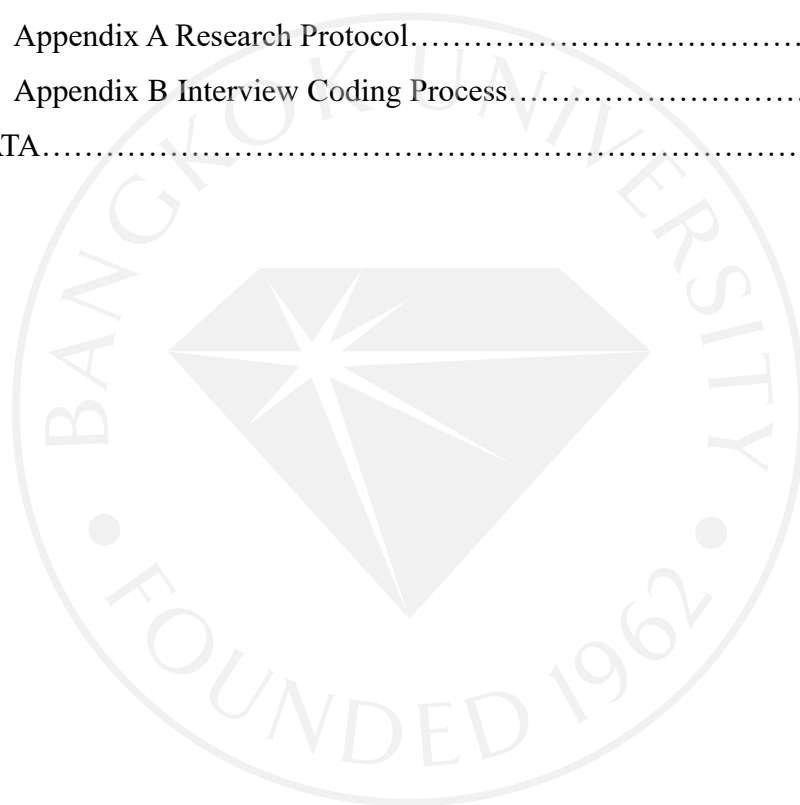 Appendix A Research Protocol……………………………………
Appendix B Interview Coding Process……………………………
TA……………………………………………………………………
BANGKOK UNIVERSITY
FOUNDED 1962